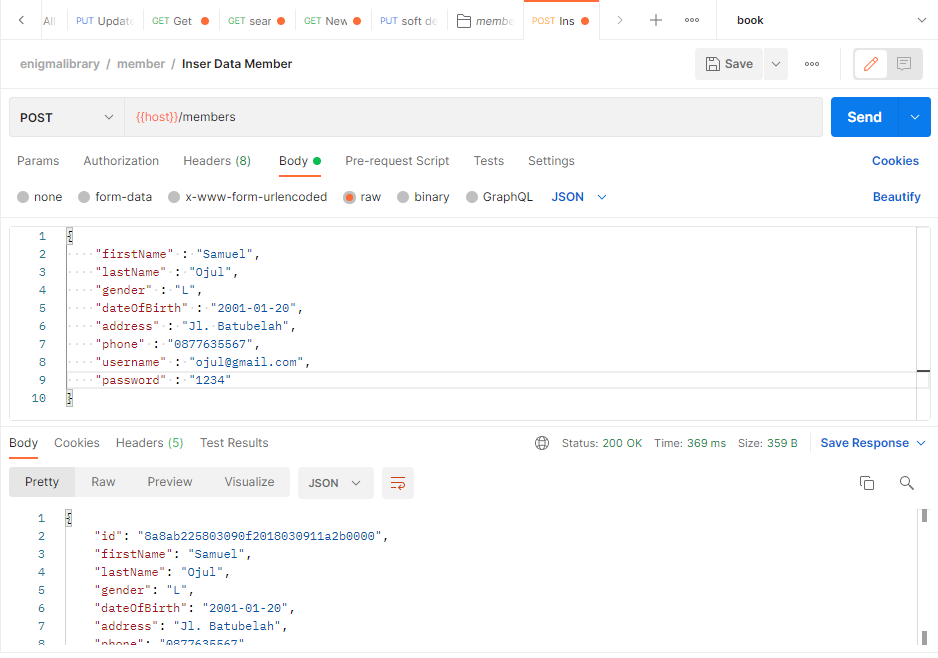 All PUT Update GET Get GET sear GET New PUT soft de membe POST Ins book
enigmalibrary / member / Inser Data Member Save
POST {{host}}/members Send
Params Authorization Headers (8) Body Pre-request Script Tests Settings Cookies
none form-data x-www-form-urlencoded raw binary GraphQL JSON Beautify
1 {
2 "firstName" : "Samuel",
3 "lastName" : "Ojul",
4 "gender" : "L",
5 "dateOfBirth" : "2001-01-20",
6 "address" : "Jl. Batubelah",
7 "phone" : "0877635567",
8 "username" : "ojul@gmail.com",
9 "password" : "1234"
10 }
Body Cookies Headers (5) Test Results Status: 200 OK Time: 369 ms Size: 359 B Save Response
Pretty Raw Preview Visualize JSON
1 {
2 "id": "8a8ab225803090f2018030911a2b0000",
3 "firstName": "Samuel",
4 "lastName": "Ojul",
5 "gender": "L",
6 "dateOfBirth": "2001-01-20",
7 "address": "Jl. Batubelah",
8 "phone": "0877635567"